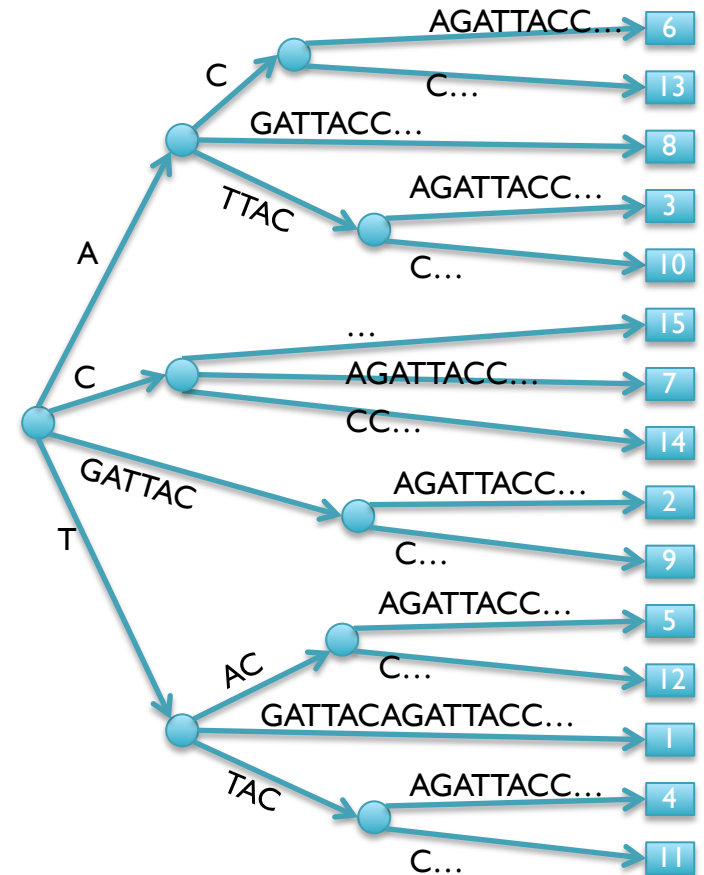 AGATTACC…
6
C
C…
13
GATTACC…
8
AGATTACC…
3
TTAC
A
C…
10
…
15
C
AGATTACC…
7
CC…
14
GATTAC
AGATTACC…
2
T
C…
9
AGATTACC…
5
AC
C…
12
GATTACAGATTACC…
1
TAC
AGATTACC…
4
C…
11